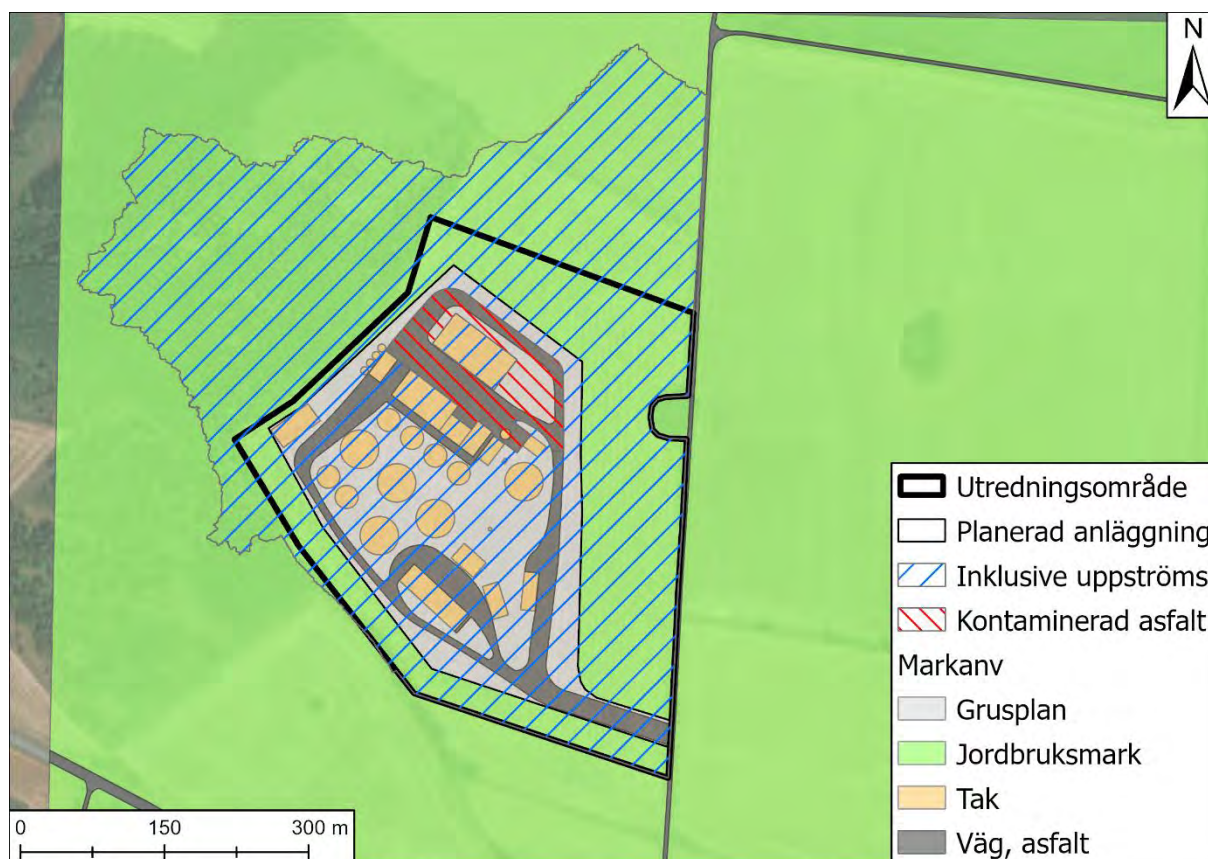 N
Utredningsområde
Planerad anläggning
Inklusive uppströms
Kontaminerad asfalt
Markanv
Grusplan
Jordbruksmark
Tak
Väg, asfalt
0 150 300 m